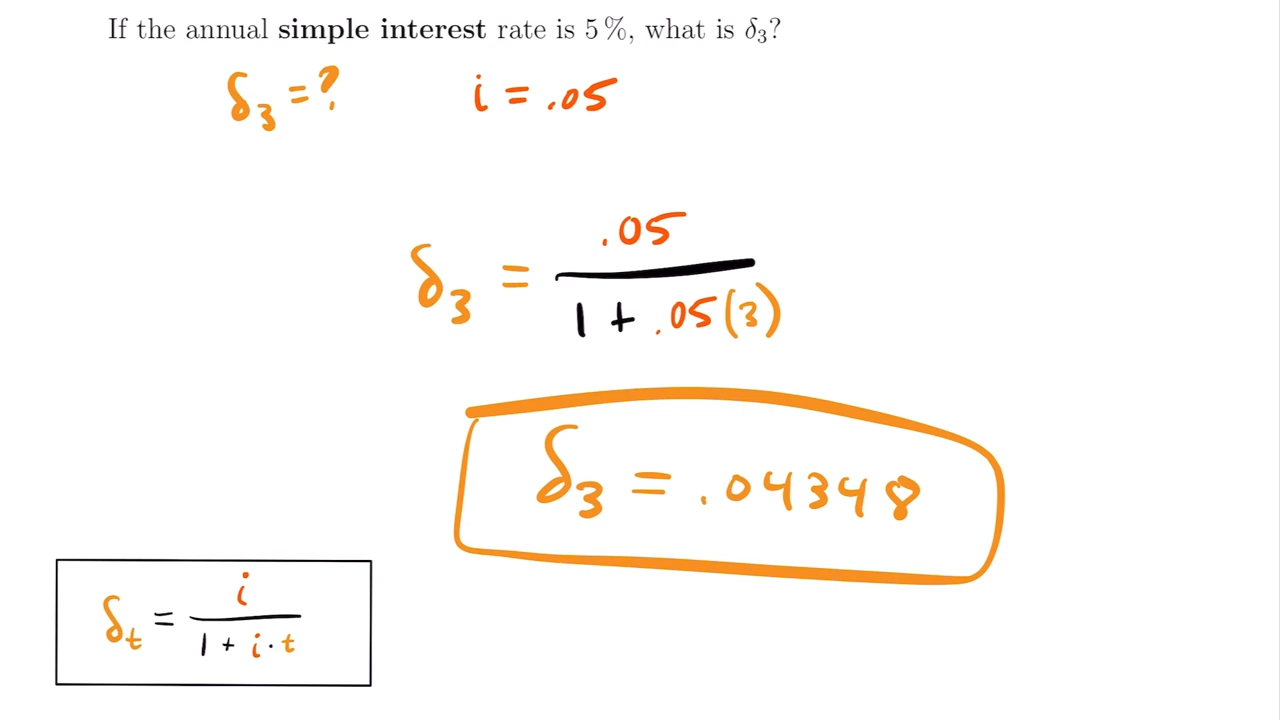 If the annual simple interest rate is 5 %, what is δ₃?
δ₃ = ? i = .05
δ₃ = .05 / 1 + .05(3)
δ₃ = .04348
δₜ = i / 1 + i · t